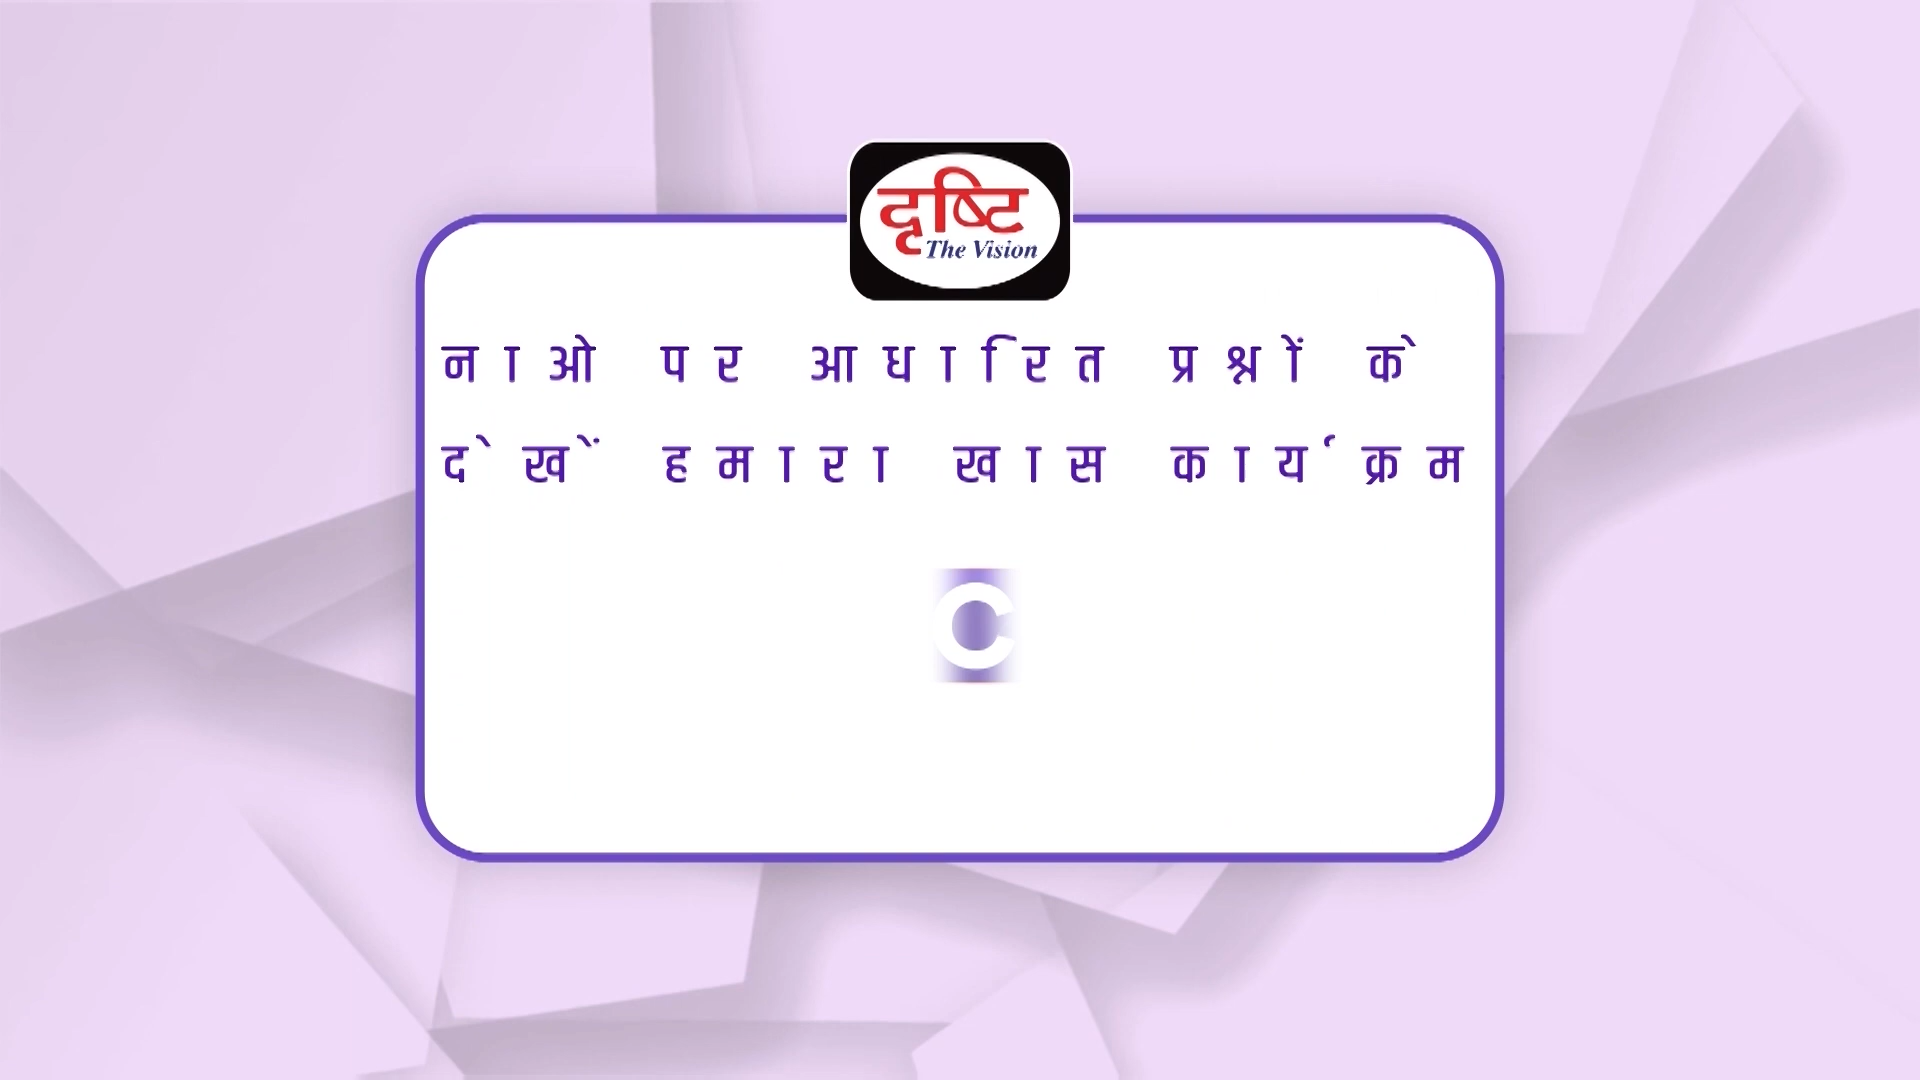 दृष्टि
The Vision
नाओ पर आधारित प्रश्नों के
देखें हमारा खास कार्यक्रम
C